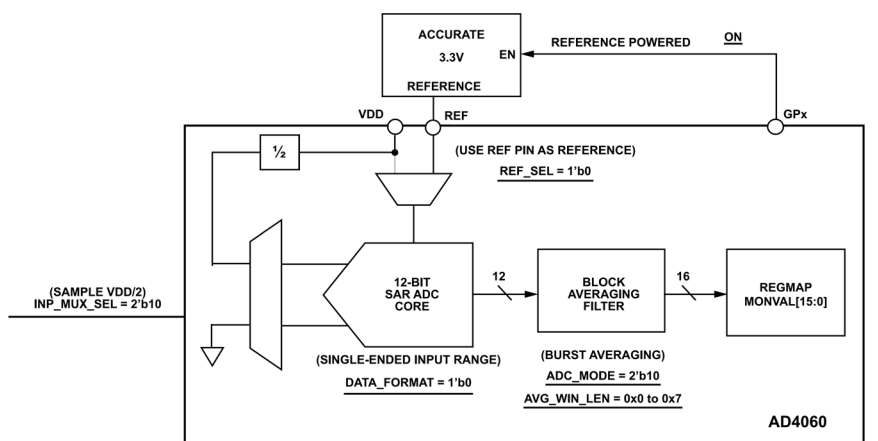 ACCURATE
3.3V
EN
REFERENCE
REFERENCE POWERED ON
VDD
REF
GPx
½
(USE REF PIN AS REFERENCE)
REF_SEL = 1'b0
(SAMPLE VDD/2)
INP_MUX_SEL = 2'b10
12-BIT
SAR ADC
CORE
12
BLOCK
AVERAGING
FILTER
16
REGMAP
MONVAL[15:0]
(SINGLE-ENDED INPUT RANGE)
DATA_FORMAT = 1'b0
(BURST AVERAGING)
ADC_MODE = 2'b10
AVG_WIN_LEN = 0x0 to 0x7
AD4060